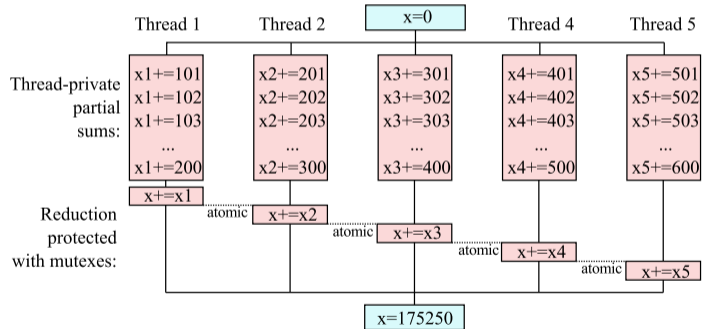 x=0
Thread 1
Thread 2
Thread 4
Thread 5
Thread-private
partial
sums:
x1+=101
x1+=102
x1+=103
...
x1+=200
x2+=201
x2+=202
x2+=203
...
x2+=300
x3+=301
x3+=302
x3+=303
...
x3+=400
x4+=401
x4+=402
x4+=403
...
x4+=500
x5+=501
x5+=502
x5+=503
...
x5+=600
Reduction
protected
with mutexes:
x+=x1
atomic
x+=x2
atomic
x+=x3
atomic
x+=x4
atomic
x+=x5
x=175250